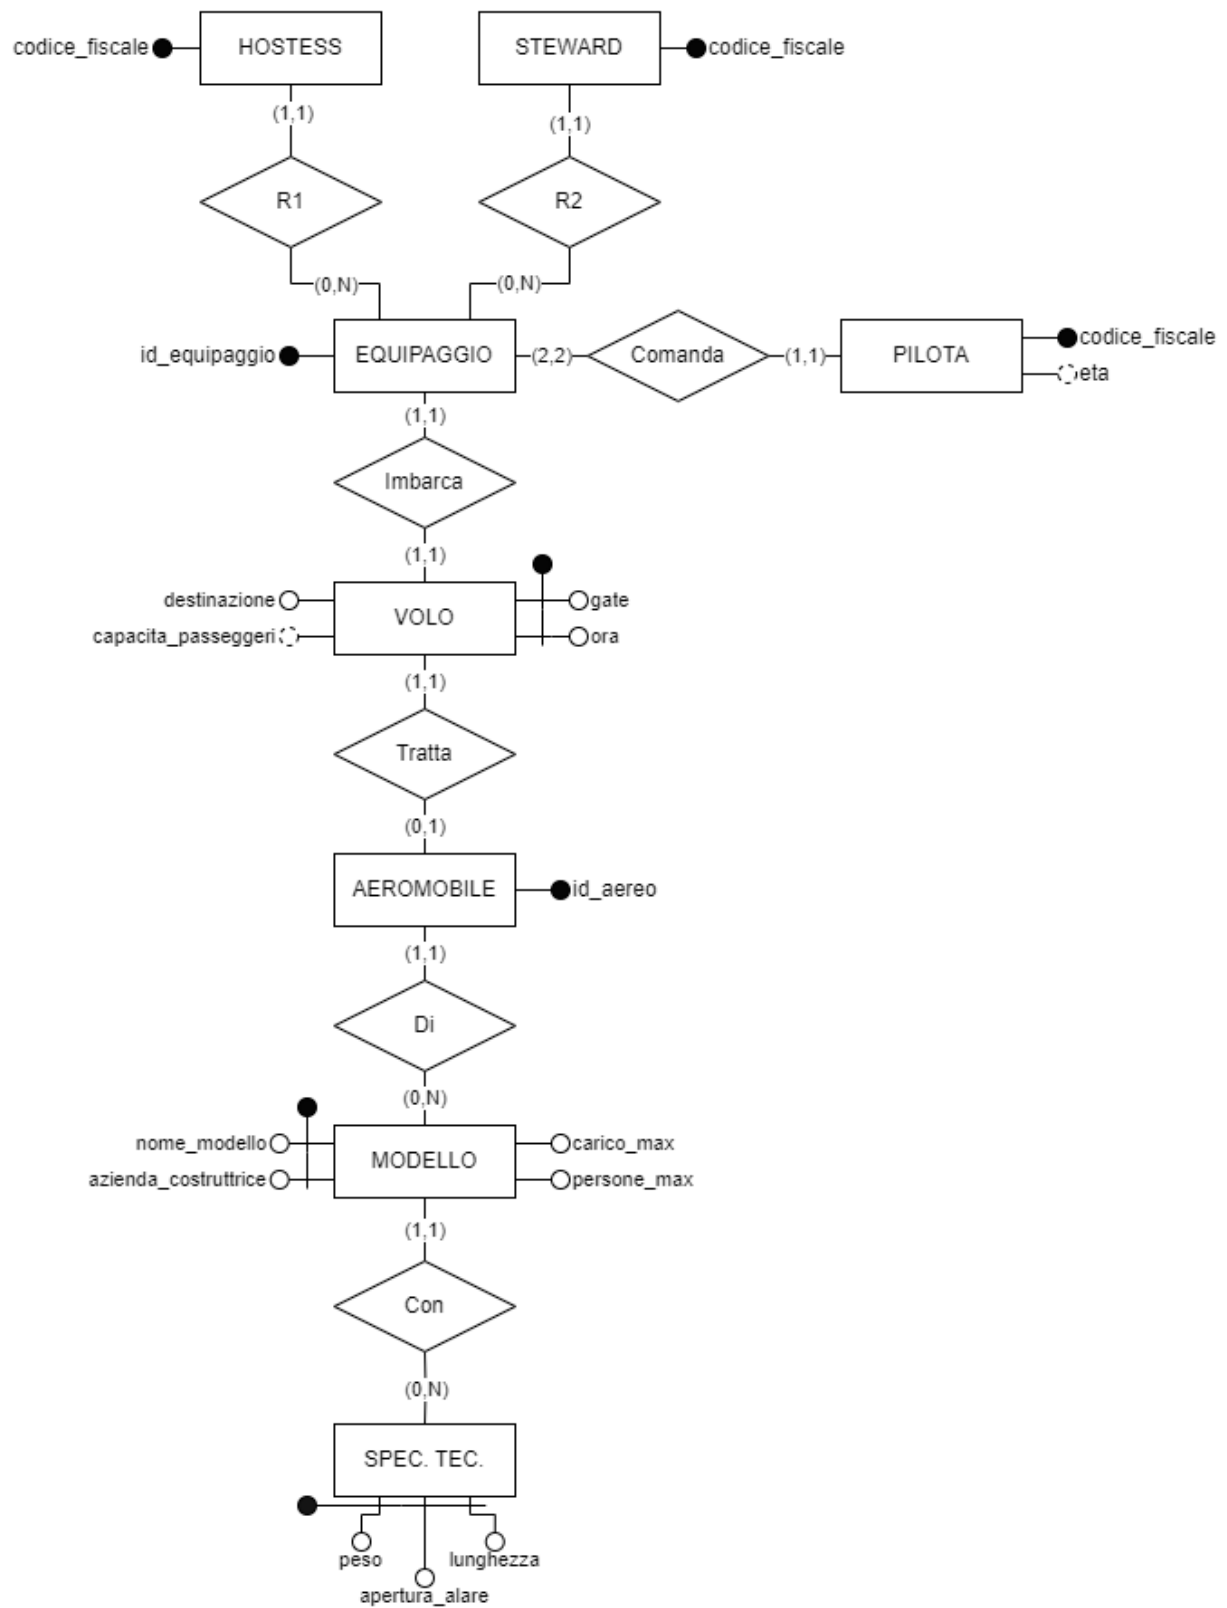 codice_fiscale HOSTESS STEWARD codice_fiscale
(1,1) (1,1)
R1 R2
(0,N) (0,N)
id_equipaggio EQUIPAGGIO (2,2) Comanda (1,1) PILOTA codice_fiscale
eta
(1,1)
Imbarca
(1,1)
destinazione VOLO gate
capacita_passeggeri ora
(1,1)
Tratta
(0,1)
AEROMOBILE id_aereo
(1,1)
Di
(0,N)
nome_modello MODELLO carico_max
azienda_costruttrice persone_max
(1,1)
Con
(0,N)
SPEC. TEC.
peso lunghezza
apertura_alare